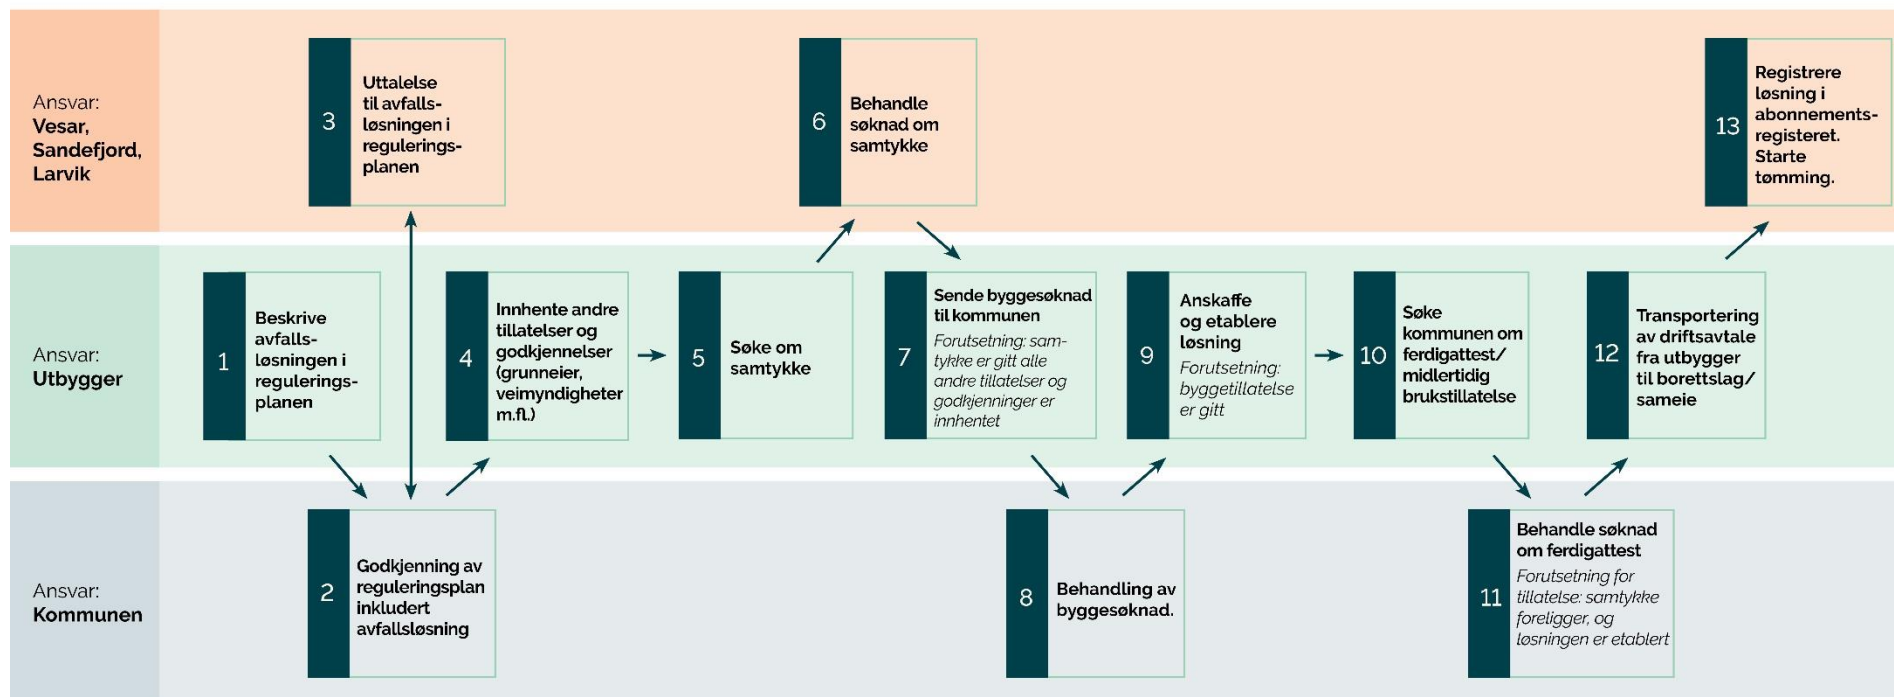 Ansvar:
Vesar,
Sandefjord,
Larvik
3
Uttalelse
til avfalls-
løsningen i
regulerings-
planen
6
Behandle
søknad om
samtykke
13
Registrere
løsning i
abonnements-
registeret.
Starte
tømming.
Ansvar:
Utbygger
1
Beskrive
avfalls-
løsningen i
regulerings-
planen
4
Innhente andre
tillatelser og
godkjennelser
(grunneier,
veimyndigheter
m.fl.)
5
Søke om
samtykke
7
Sende byggesøknad
til kommunen
Forutsetning: sam-
tykke er gitt alle
andre tillatelser og
godkjenninger er
innhentet
9
Anskaffe
og etablere
løsning
Forutsetning:
byggetillatelse
er gitt
10
Søke
kommunen om
ferdigattest/
midlertidig
brukstillatelse
12
Transportering
av driftsavtale
fra utbygger
til borettslag/
sameie
Ansvar:
Kommunen
2
Godkjenning av
reguleringsplan
inkludert
avfallsløsning
8
Behandling av
byggesøknad.
11
Behandle søknad
om ferdigattest
Forutsetning for
tillatelse: samtykke
foreligger, og
løsningen er etablert